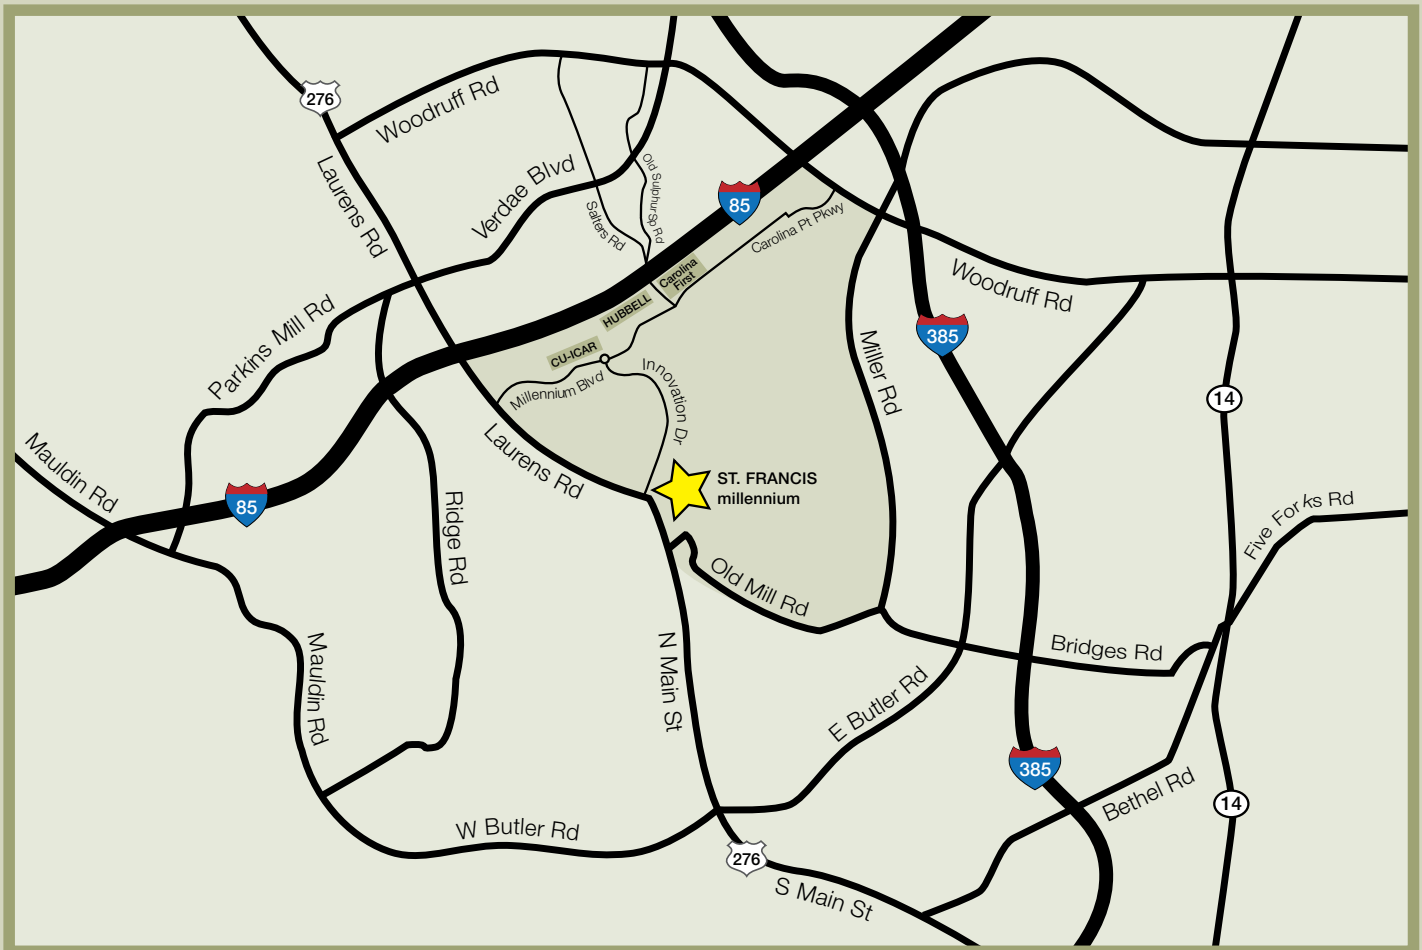 276
Woodruff Rd
Laurens Rd
Verdae Blvd
Old Sulphur Sp Rd
Salters Rd
85
Carolina Pt Pkwy
Carolina
First
HUBBELL
CU-ICAR
Millennium Blvd
Innovation Dr
Woodruff Rd
385
Miller Rd
14
Parkins Mill Rd
Mauldin Rd
85
Laurens Rd
Ridge Rd
ST. FRANCIS
millennium
Five Forks Rd
Old Mill Rd
Bridges Rd
N Main St
Mauldin Rd
E Butler Rd
385
Bethel Rd
14
W Butler Rd
276
S Main St